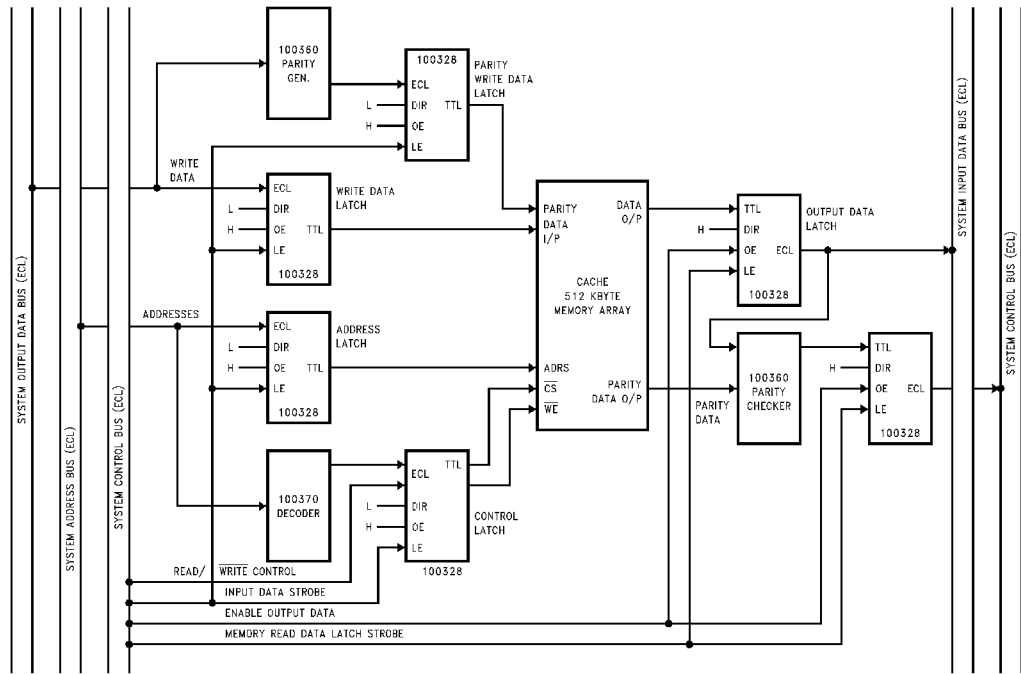 100360
PARITY
GEN.
100328
ECL
DIR
TTL
OE
LE
L
H
PARITY
WRITE DATA
LATCH
WRITE
DATA
ECL
DIR
OE TTL
LE
100328
L
H
WRITE DATA
LATCH
ADDRESSES
ECL
DIR
OE TTL
LE
100328
L
H
ADDRESS
LATCH
100370
DECODER
ECL
TTL
DIR
OE
LE
100328
L
H
CONTROL
LATCH
PARITY
DATA
I/P
DATA
O/P
CACHE
512 KBYTE
MEMORY ARRAY
ADRS
CS
WE
PARITY
DATA O/P
TTL
DIR
OE ECL
LE
100328
H
OUTPUT DATA
LATCH
100360
PARITY
CHECKER
PARITY
DATA
TTL
DIR
OE ECL
LE
100328
H
READ/ WRITE CONTROL
INPUT DATA STROBE
ENABLE OUTPUT DATA
MEMORY READ DATA LATCH STROBE
SYSTEM OUTPUT DATA BUS (ECL)
SYSTEM ADDRESS BUS (ECL)
SYSTEM CONTROL BUS (ECL)
SYSTEM INPUT DATA BUS (ECL)
SYSTEM CONTROL BUS (ECL)